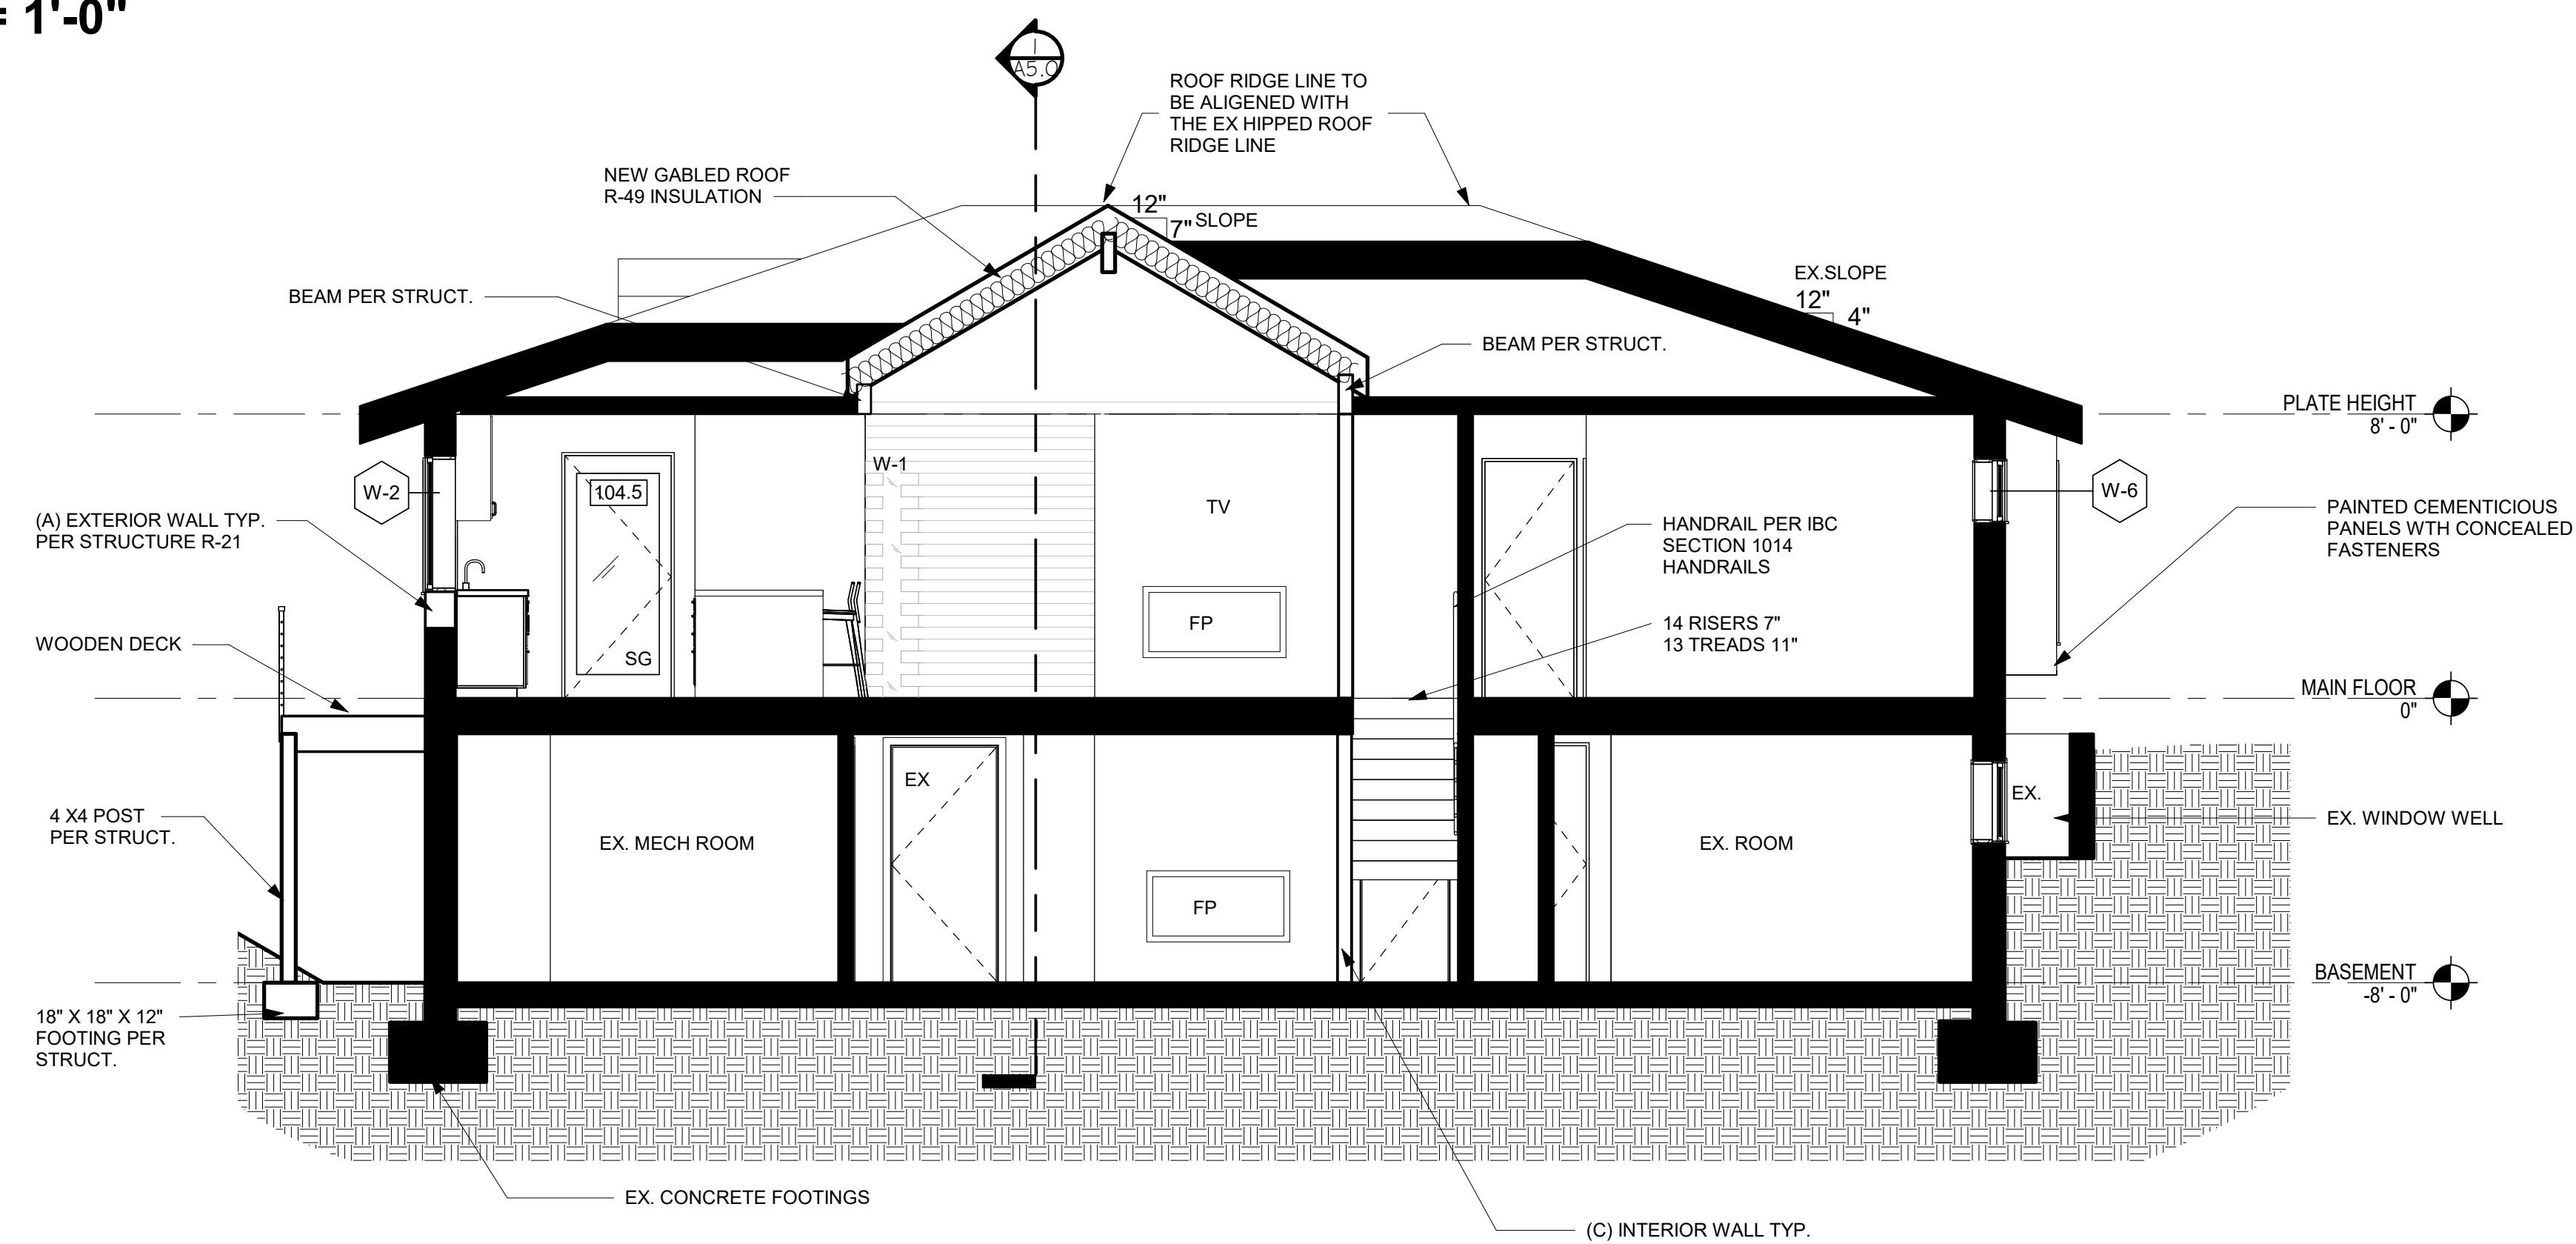 = 1'-0"
1
A5.0
ROOF RIDGE LINE TO
BE ALIGENED WITH
THE EX HIPPED ROOF
RIDGE LINE
NEW GABLED ROOF
R-49 INSULATION
12"
7" SLOPE
EX.SLOPE
12"
4"
BEAM PER STRUCT.
BEAM PER STRUCT.
PLATE HEIGHT
8' - 0"
W-1
W-2
104.5
W-6
TV
(A) EXTERIOR WALL TYP.
PER STRUCTURE R-21
HANDRAIL PER IBC
SECTION 1014
HANDRAILS
PAINTED CEMENTICIOUS
PANELS WTH CONCEALED
FASTENERS
FP
14 RISERS 7"
13 TREADS 11"
WOODEN DECK
SG
MAIN FLOOR
0"
EX
EX.
4 X4 POST
PER STRUCT.
EX. MECH ROOM
EX. ROOM
EX. WINDOW WELL
FP
BASEMENT
-8' - 0"
18" X 18" X 12"
FOOTING PER
STRUCT.
EX. CONCRETE FOOTINGS
(C) INTERIOR WALL TYP.